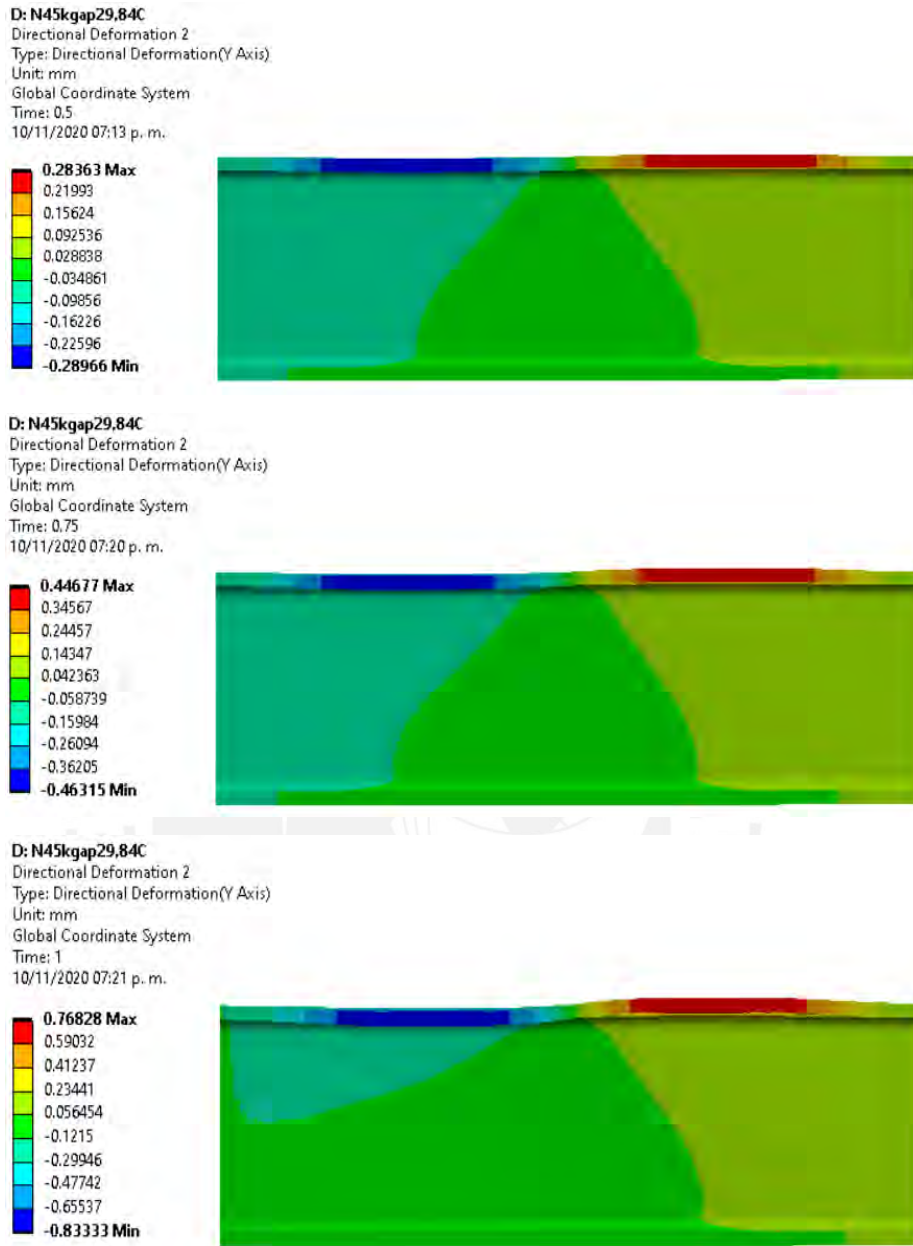 D: N45kgap29,84C
Directional Deformation 2
Type: Directional Deformation(Y Axis)
Unit: mm
Global Coordinate System
Time: 0.5
10/11/2020 07:13 p. m.
0.28363 Max
0.21993
0.15624
0.092536
0.028838
-0.034861
-0.09856
-0.16226
-0.22596
-0.28966 Min
D: N45kgap29,84C
Directional Deformation 2
Type: Directional Deformation(Y Axis)
Unit: mm
Global Coordinate System
Time: 0.75
10/11/2020 07:20 p. m.
0.44677 Max
0.34567
0.24457
0.14347
0.042363
-0.058739
-0.15984
-0.26094
-0.36205
-0.46315 Min
D: N45kgap29,84C
Directional Deformation 2
Type: Directional Deformation(Y Axis)
Unit: mm
Global Coordinate System
Time: 1
10/11/2020 07:21 p. m.
0.76828 Max
0.59032
0.41237
0.23441
0.056454
-0.1215
-0.29946
-0.47742
-0.65537
-0.83333 Min